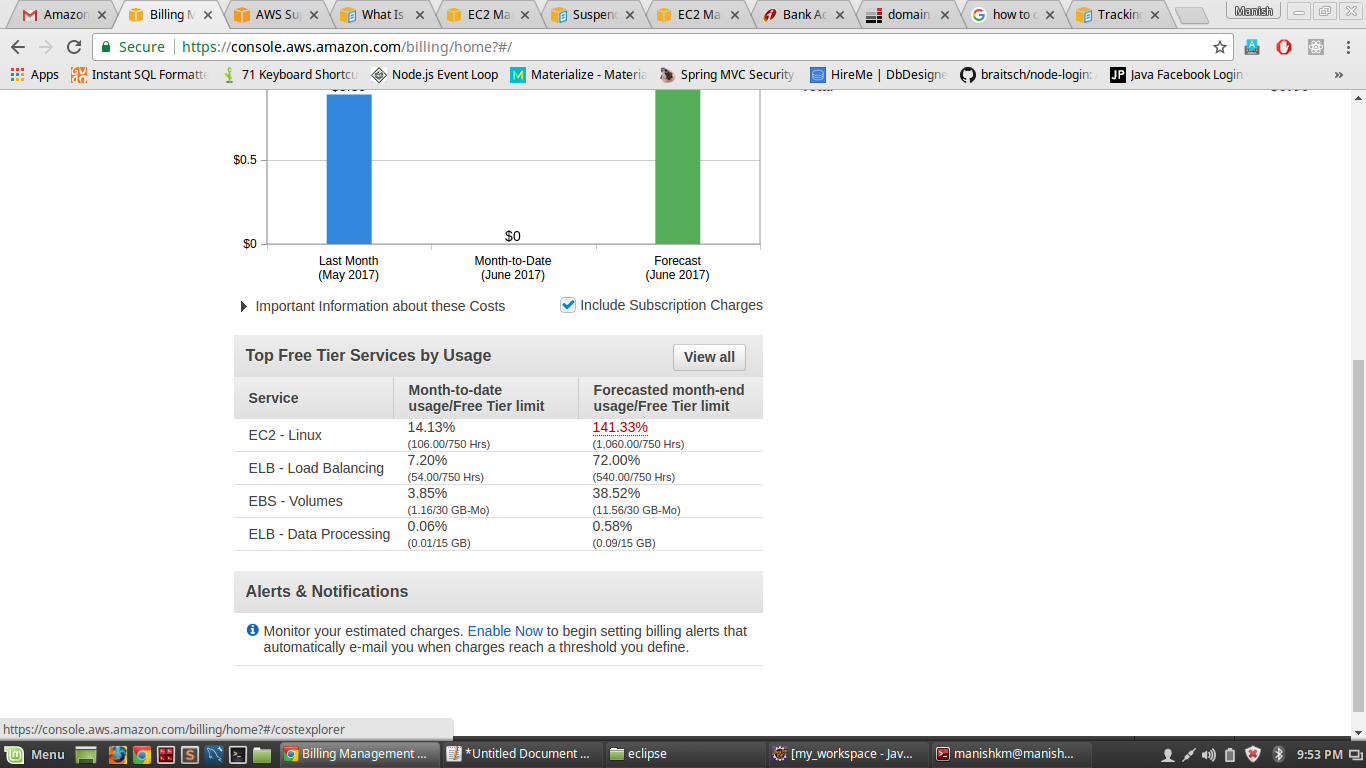 Amazon
Billing M
AWS Su
What Is
EC2 Ma
Suspen
EC2 Ma
Bank Ac
domain
how to c
Trackin
Manish
Secure
https://console.aws.amazon.com/billing/home?#/
Apps
Instant SQL Formatte
71 Keyboard Shortcu
Node.js Event Loop
Materialize - Materia
Spring MVC Security
HireMe | DbDesigne
braitsch/node-login:
Java Facebook Login
»
$0.5
$0
$0
Last Month
(May 2017)
Month-to-Date
(June 2017)
Forecast
(June 2017)
Important Information about these Costs
Include Subscription Charges
Top Free Tier Services by Usage
View all
Service
Month-to-date
usage/Free Tier limit
Forecasted month-end
usage/Free Tier limit
EC2 - Linux
14.13%
(106.00/750 Hrs)
141.33%
(1,060.00/750 Hrs)
ELB - Load Balancing
7.20%
(54.00/750 Hrs)
72.00%
(540.00/750 Hrs)
EBS - Volumes
3.85%
(1.16/30 GB-Mo)
38.52%
(11.56/30 GB-Mo)
ELB - Data Processing
0.06%
(0.01/15 GB)
0.58%
(0.09/15 GB)
Alerts & Notifications
Monitor your estimated charges. Enable Now to begin setting billing alerts that
automatically e-mail you when charges reach a threshold you define.
https://console.aws.amazon.com/billing/home?#/costexplorer
Menu
Billing Management ...
*Untitled Document ...
eclipse
[my_workspace - Jav...
manishkm@manish...
9:53 PM